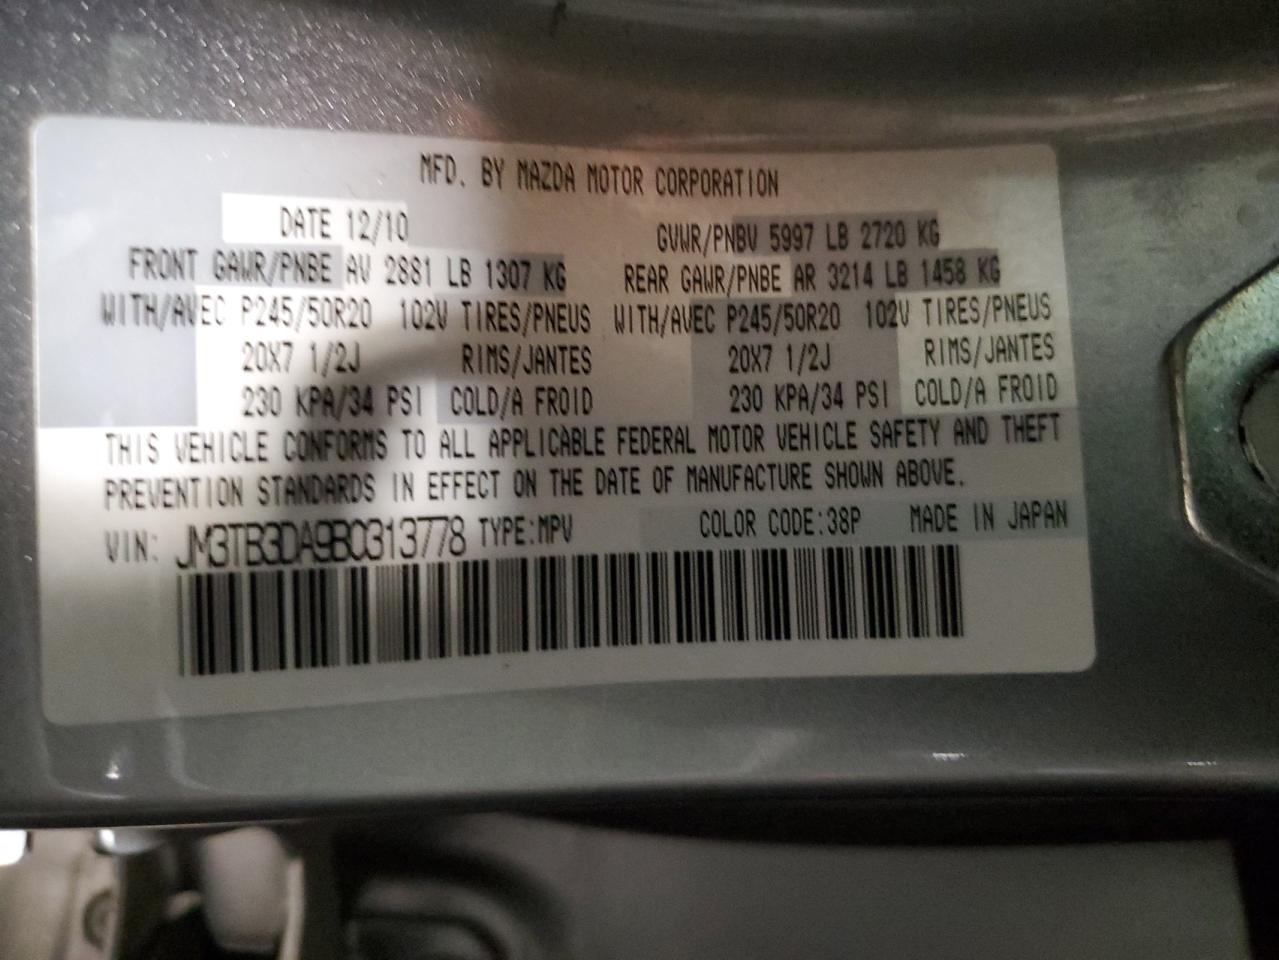 MFD. BY MAZDA MOTOR CORPORATION
DATE 12/10 GVWR/PNBV 5997 LB 2720 KG
FRONT GAWR/PNBE AV 2881 LB 1307 KG REAR GAWR/PNBE AR 3214 LB 1458 KG
WITH/AVEC P245/50R20 102V TIRES/PNEUS WITH/AVEC P245/50R20 102V TIRES/PNEUS
20X7 1/2J RIMS/JANTES 20X7 1/2J RIMS/JANTES
230 KPA/34 PSI COLD/A FROID 230 KPA/34 PSI COLD/A FROID
THIS VEHICLE CONFORMS TO ALL APPLICABLE FEDERAL MOTOR VEHICLE SAFETY AND THEFT
PREVENTION STANDARDS IN EFFECT ON THE DATE OF MANUFACTURE SHOWN ABOVE.
VIN: JM3TB3DA9B0313778 TYPE:MPV COLOR CODE:38P MADE IN JAPAN